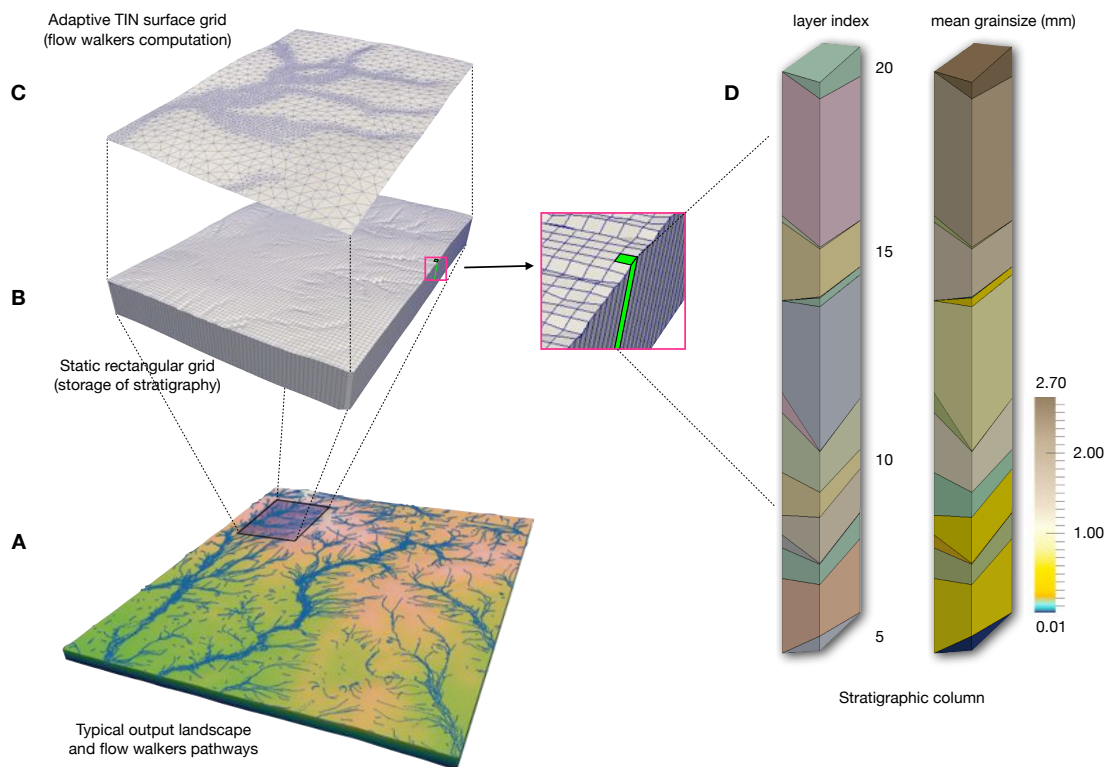 Adaptive TIN surface grid
(flow walkers computation)
C
B
Static rectangular grid
(storage of stratigraphy)
A
Typical output landscape
and flow walkers pathways
D
layer index
mean grainsize (mm)
20
15
10
5
2.70
2.00
1.00
0.01
Stratigraphic column